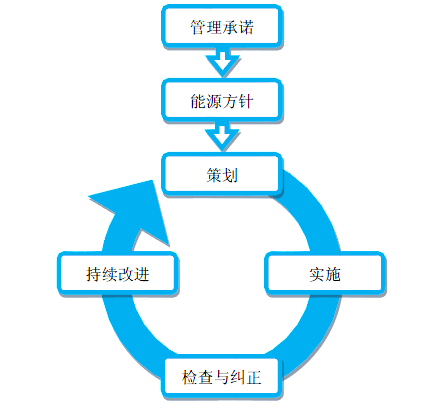 管理承诺
能源方针
策划
持续改进
实施
检查与纠正